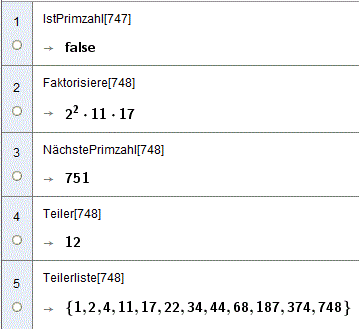 1 IstPrimzahl[747]
→ false
2 Faktorisiere[748]
→ 2² · 11 · 17
3 NächstePrimzahl[748]
→ 751
4 Teiler[748]
→ 12
5 Teilerliste[748]
→ {1,2,4,11,17,22,34,44,68,187,374,748}